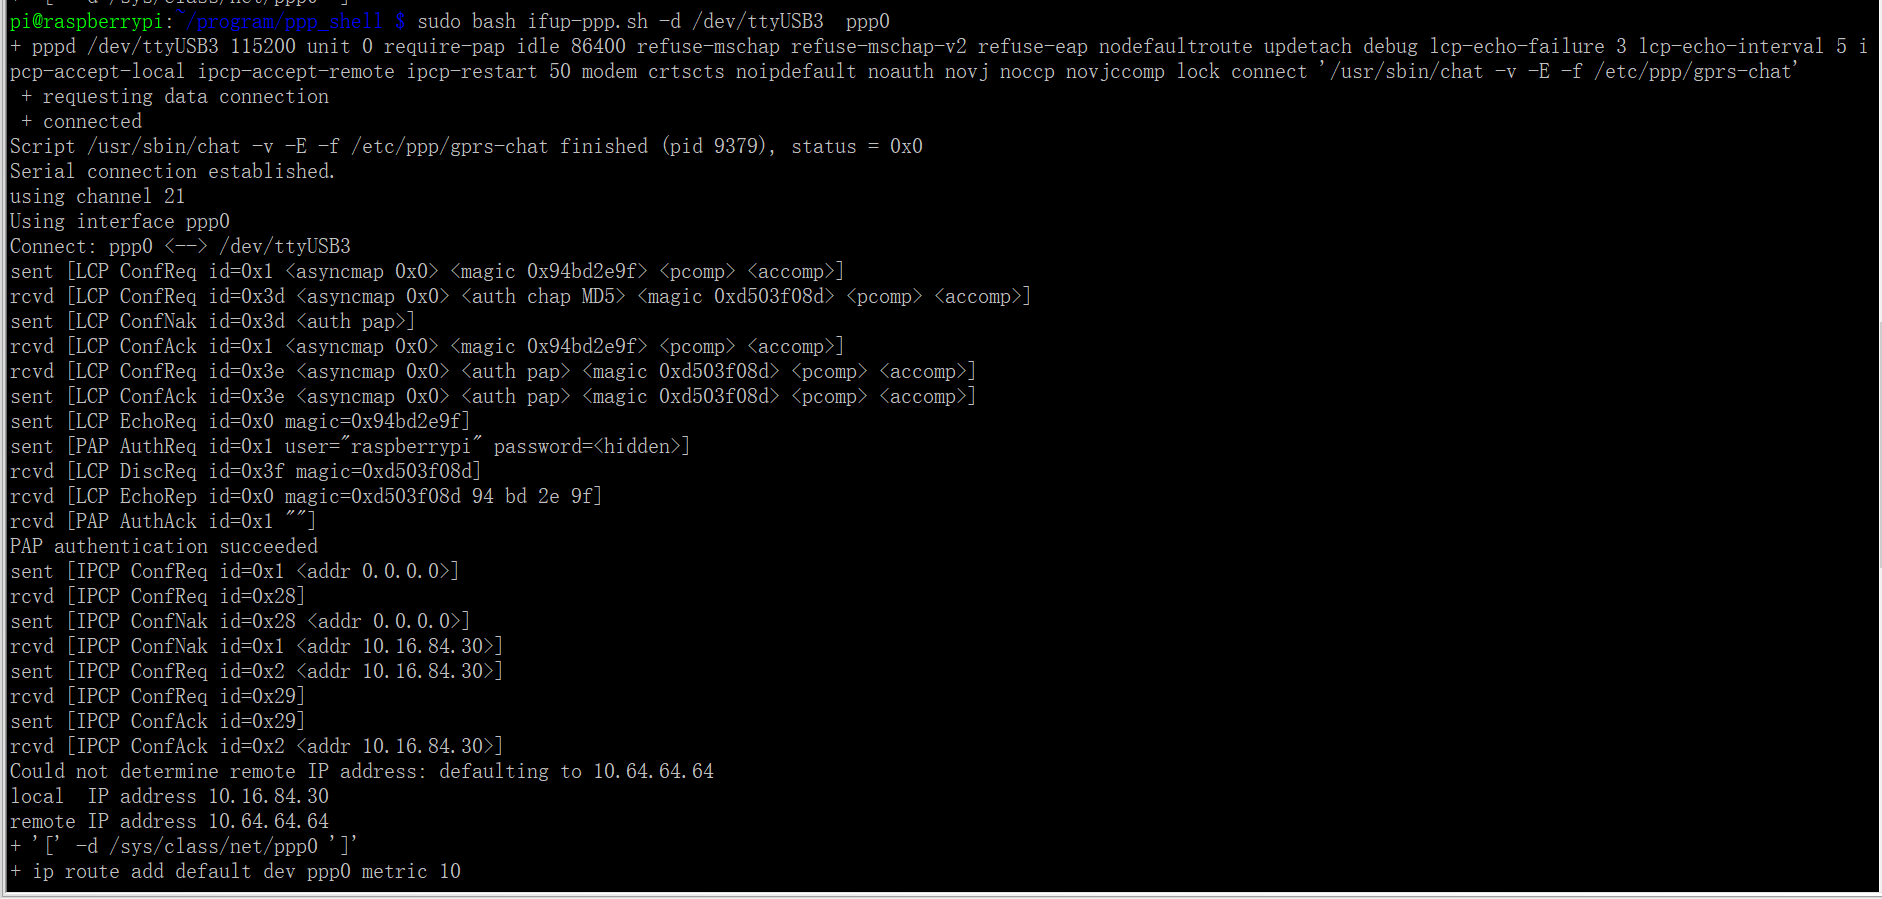 pi@raspberrypi:~/program/ppp_shell $ sudo bash ifup-ppp.sh -d /dev/ttyUSB3  ppp0
+ pppd /dev/ttyUSB3 115200 unit 0 require-pap idle 86400 refuse-mschap refuse-mschap-v2 refuse-eap nodefaultroute updetach debug lcp-echo-failure 3 lcp-echo-interval 5 i
pcp-accept-local ipcp-accept-remote ipcp-restart 50 modem crtscts noipdefault noauth novj noccp novjccomp lock connect '/usr/sbin/chat -v -E -f /etc/ppp/gprs-chat'
 + requesting data connection
 + connected
Script /usr/sbin/chat -v -E -f /etc/ppp/gprs-chat finished (pid 9379), status = 0x0
Serial connection established.
using channel 21
Using interface ppp0
Connect: ppp0 <--> /dev/ttyUSB3
sent [LCP ConfReq id=0x1 <asyncmap 0x0> <magic 0x94bd2e9f> <pcomp> <accomp>]
rcvd [LCP ConfReq id=0x3d <asyncmap 0x0> <auth chap MD5> <magic 0xd503f08d> <pcomp> <accomp>]
sent [LCP ConfNak id=0x3d <auth pap>]
rcvd [LCP ConfAck id=0x1 <asyncmap 0x0> <magic 0x94bd2e9f> <pcomp> <accomp>]
rcvd [LCP ConfReq id=0x3e <asyncmap 0x0> <auth pap> <magic 0xd503f08d> <pcomp> <accomp>]
sent [LCP ConfAck id=0x3e <asyncmap 0x0> <auth pap> <magic 0xd503f08d> <pcomp> <accomp>]
sent [LCP EchoReq id=0x0 magic=0x94bd2e9f]
sent [PAP AuthReq id=0x1 user="raspberrypi" password=<hidden>]
rcvd [LCP DiscReq id=0x3f magic=0xd503f08d]
rcvd [LCP EchoRep id=0x0 magic=0xd503f08d 94 bd 2e 9f]
rcvd [PAP AuthAck id=0x1 ""]
PAP authentication succeeded
sent [IPCP ConfReq id=0x1 <addr 0.0.0.0>]
rcvd [IPCP ConfReq id=0x28]
sent [IPCP ConfNak id=0x28 <addr 0.0.0.0>]
rcvd [IPCP ConfNak id=0x1 <addr 10.16.84.30>]
sent [IPCP ConfReq id=0x2 <addr 10.16.84.30>]
rcvd [IPCP ConfReq id=0x29]
sent [IPCP ConfAck id=0x29]
rcvd [IPCP ConfAck id=0x2 <addr 10.16.84.30>]
Could not determine remote IP address: defaulting to 10.64.64.64
local  IP address 10.16.84.30
remote IP address 10.64.64.64
+ '[' -d /sys/class/net/ppp0 ']'
+ ip route add default dev ppp0 metric 10